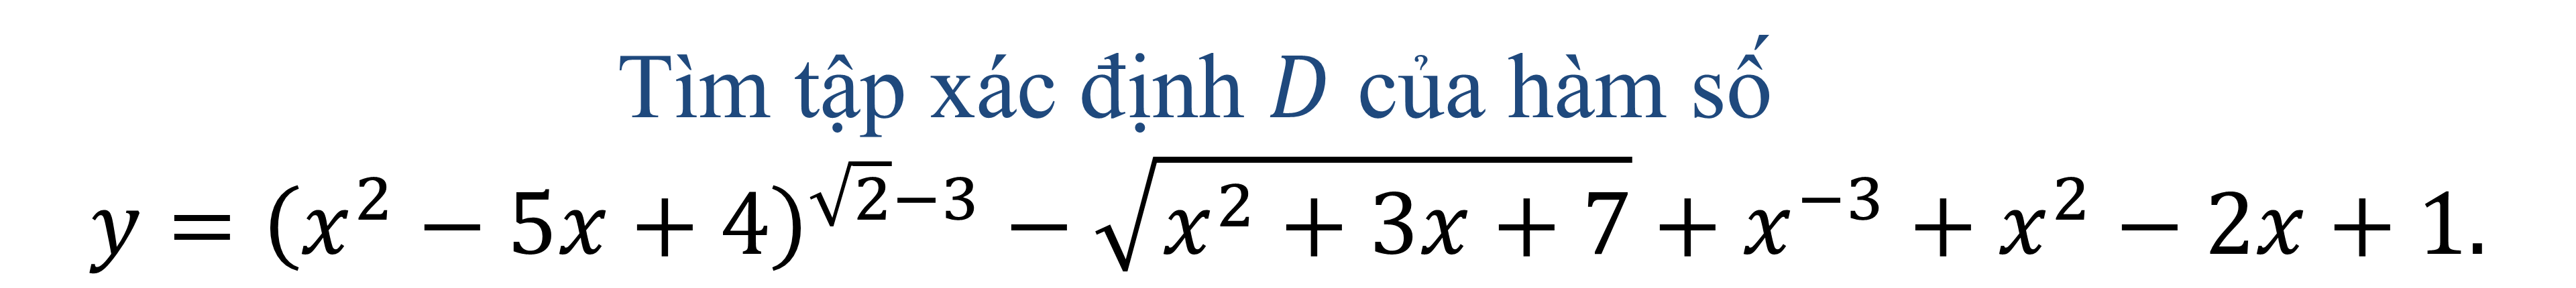 Tìm tập xác định D của hàm số
y = (x² − 5x + 4)^{√2−3} − √(x² + 3x + 7) + x⁻³ + x² − 2x + 1.